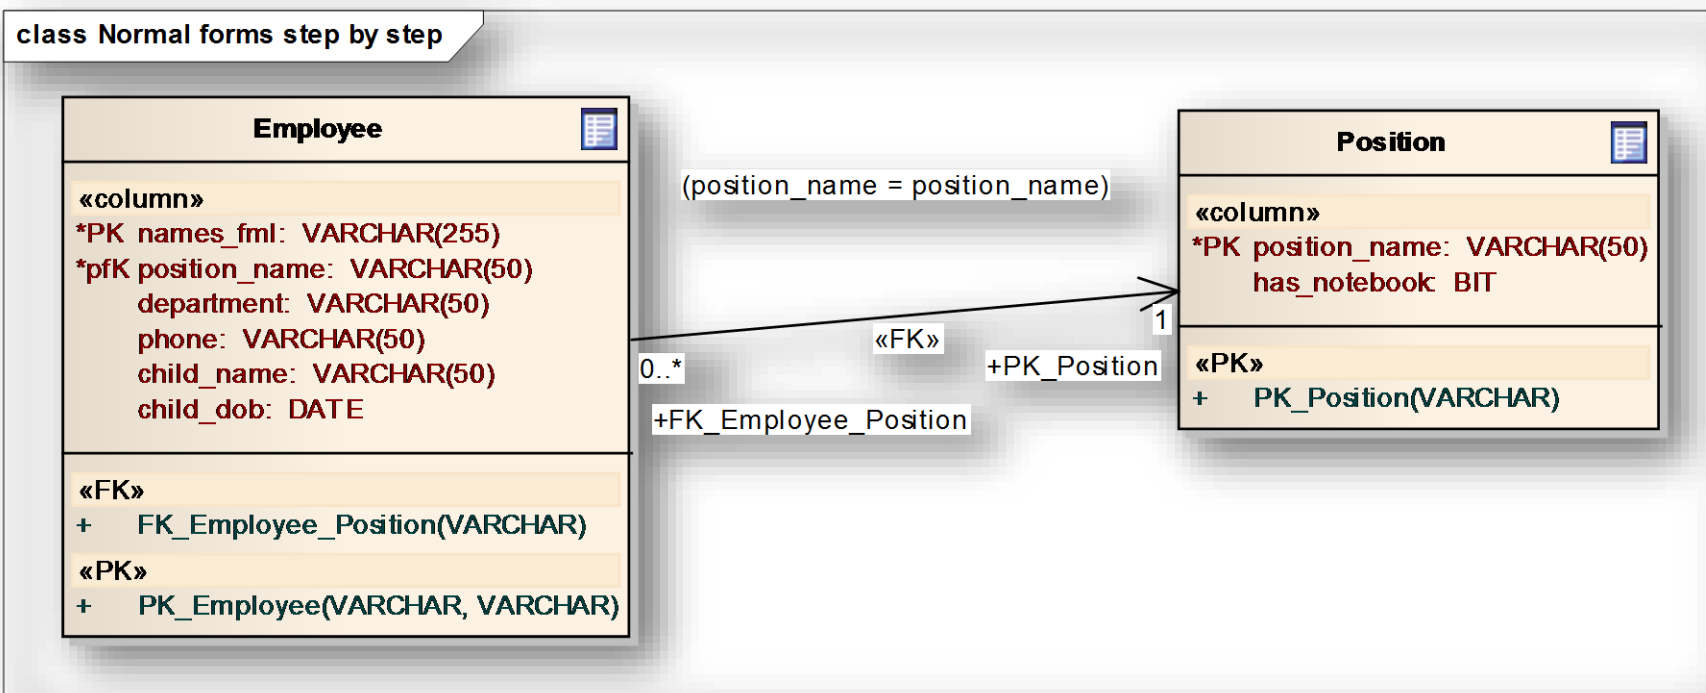 class Normal forms step by step
Employee
«column»
*PK names_fml: VARCHAR(255)
*pfK position_name: VARCHAR(50)
department: VARCHAR(50)
phone: VARCHAR(50)
child_name: VARCHAR(50)
child_dob: DATE
«FK»
+ FK_Employee_Position(VARCHAR)
«PK»
+ PK_Employee(VARCHAR, VARCHAR)
(position_name = position_name)
0..*
+FK_Employee_Position
«FK»
1
+PK_Position
Position
«column»
*PK position_name: VARCHAR(50)
has_notebook: BIT
«PK»
+ PK_Position(VARCHAR)